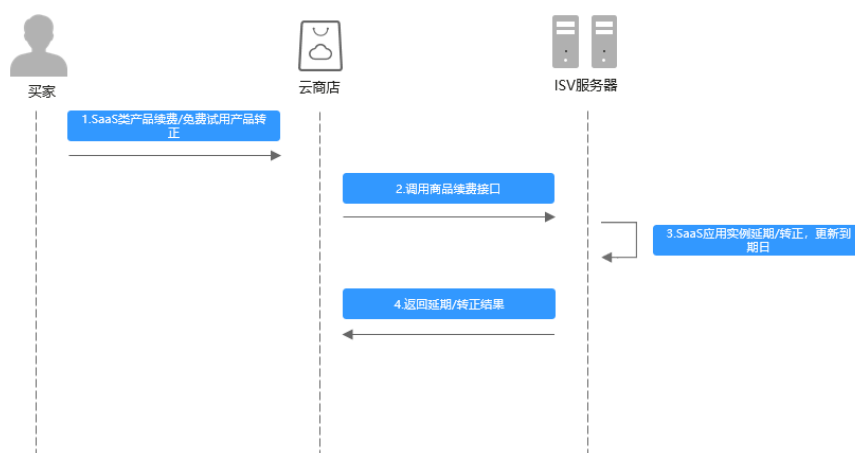 买家
云商店
ISV服务器
1.SaaS类产品续费/免费试用产品转
正
2.调用商品续费接口
3.SaaS应用实例延期/转正，更新到
期日
4.返回延期/转正结果